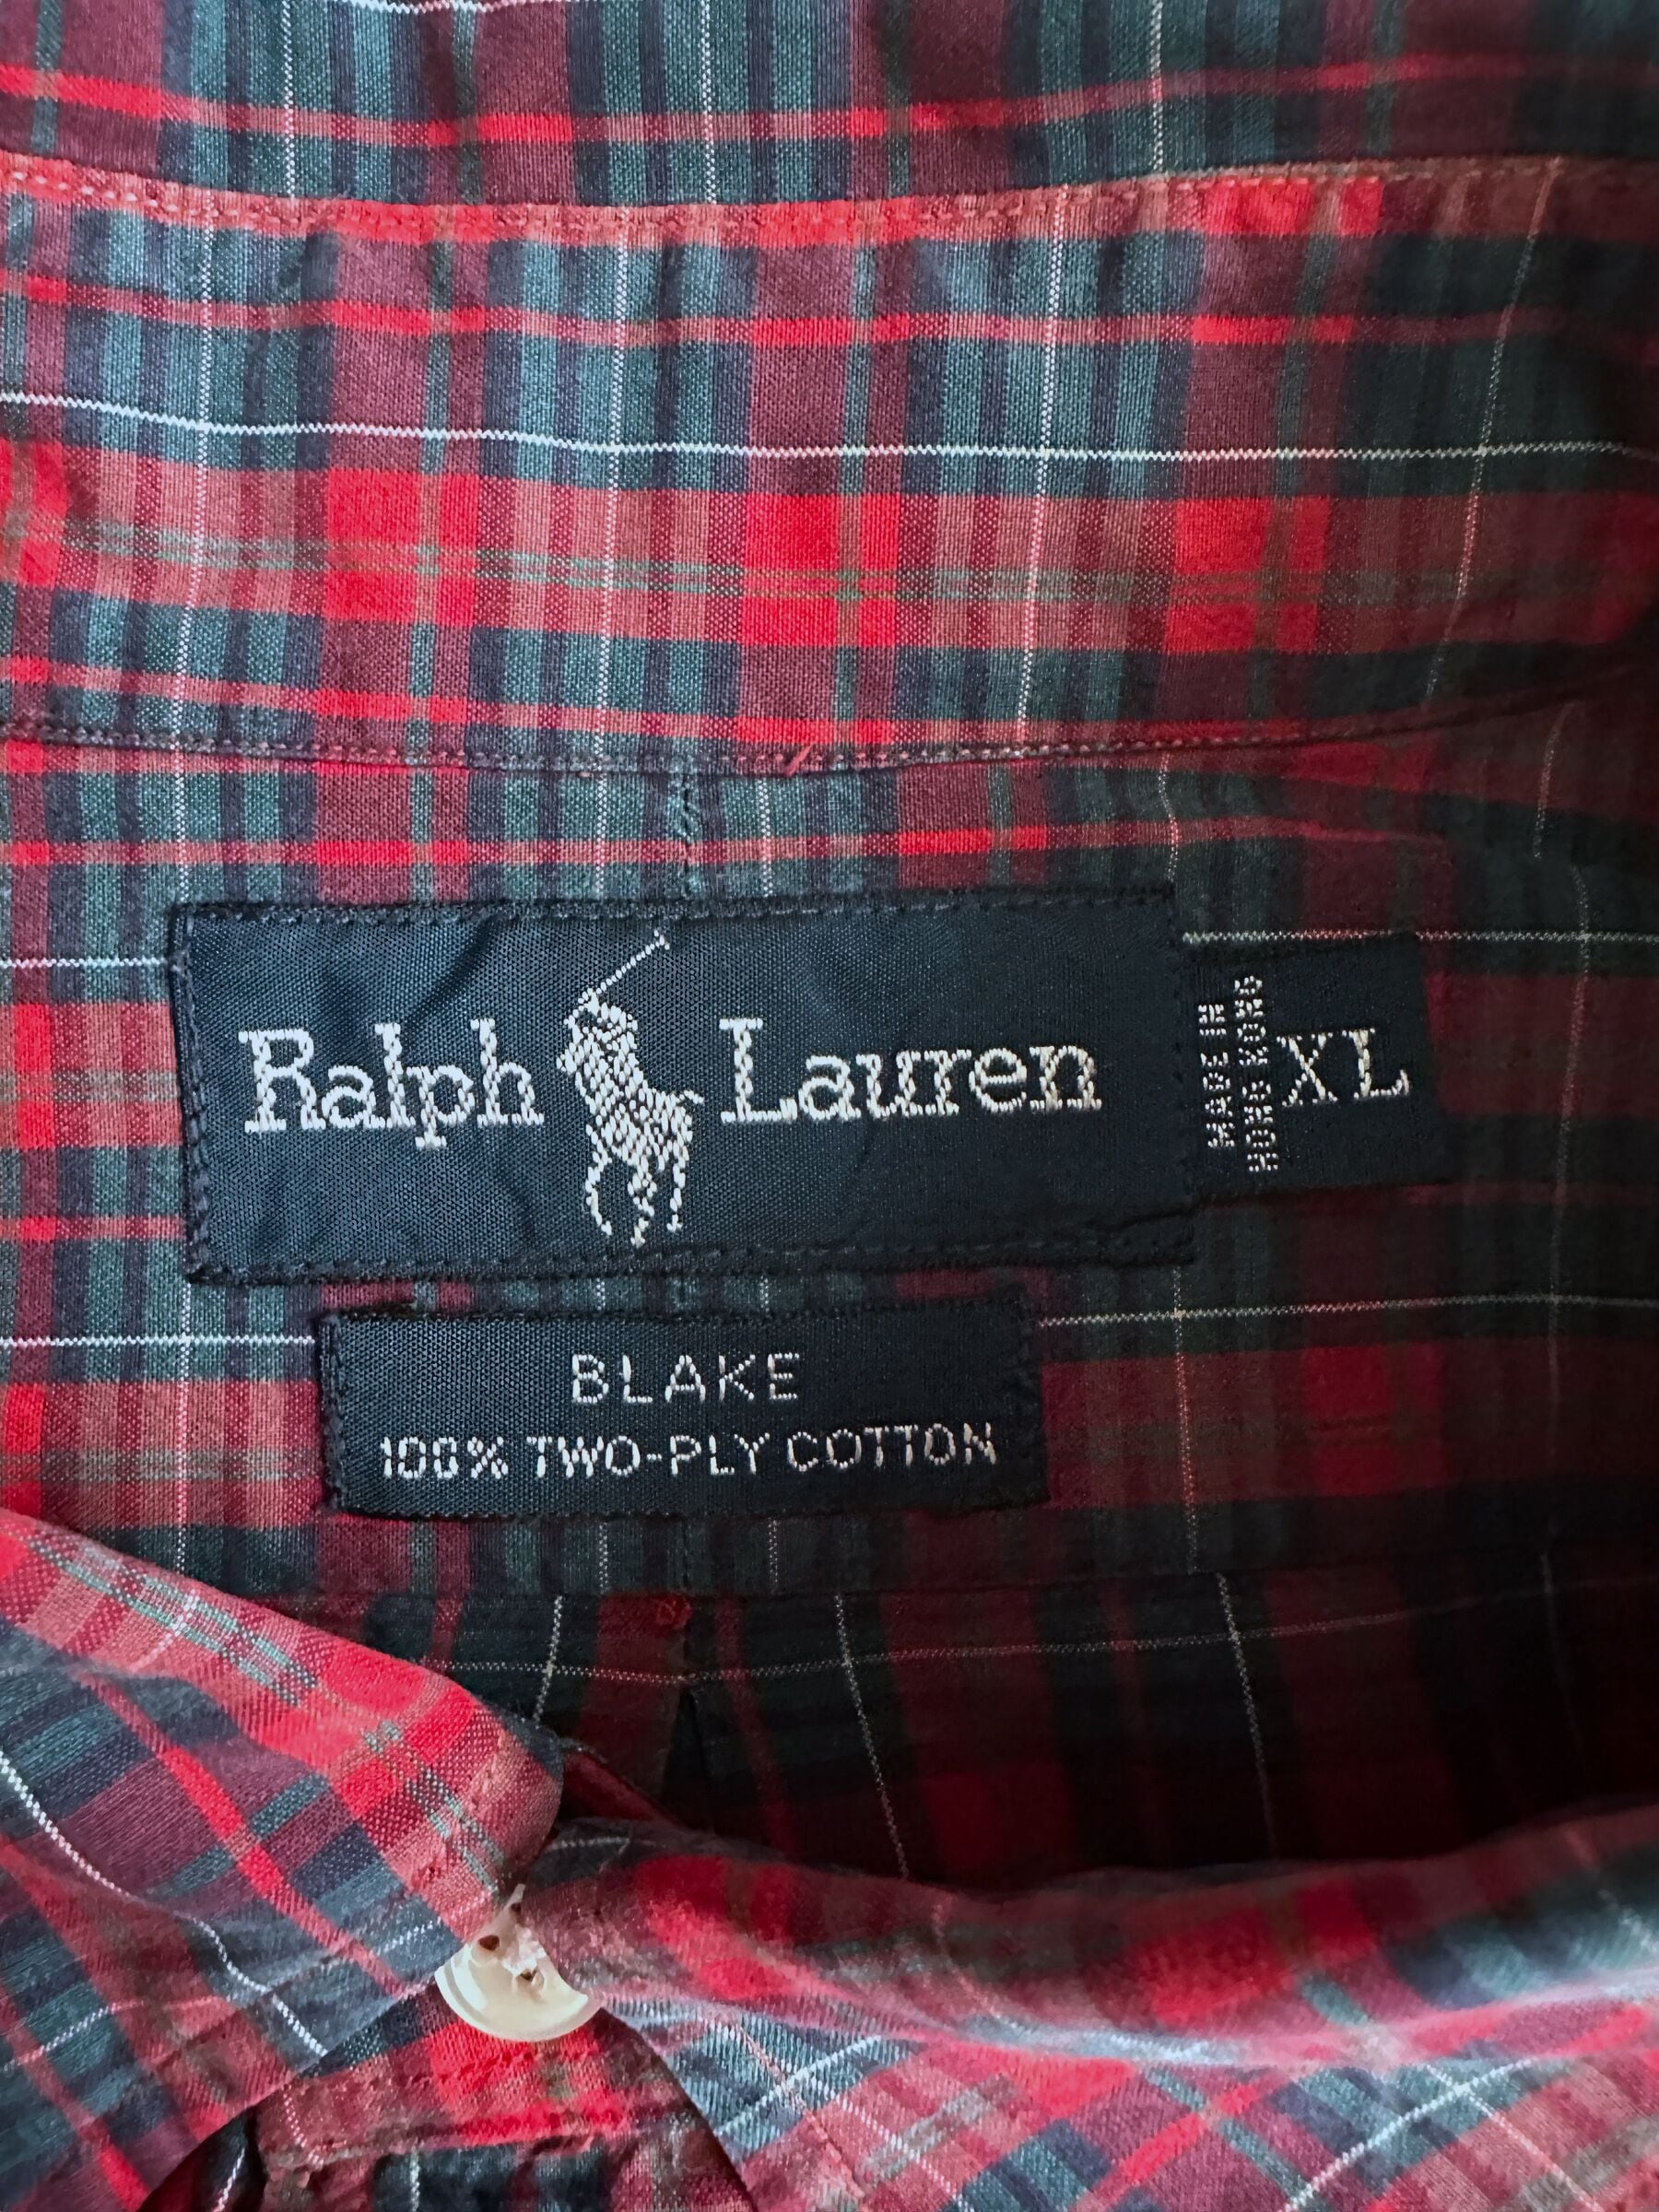 Ralph Lauren
MADE IN
HONG KONG
XL
BLAKE
100% TWO-PLY COTTON